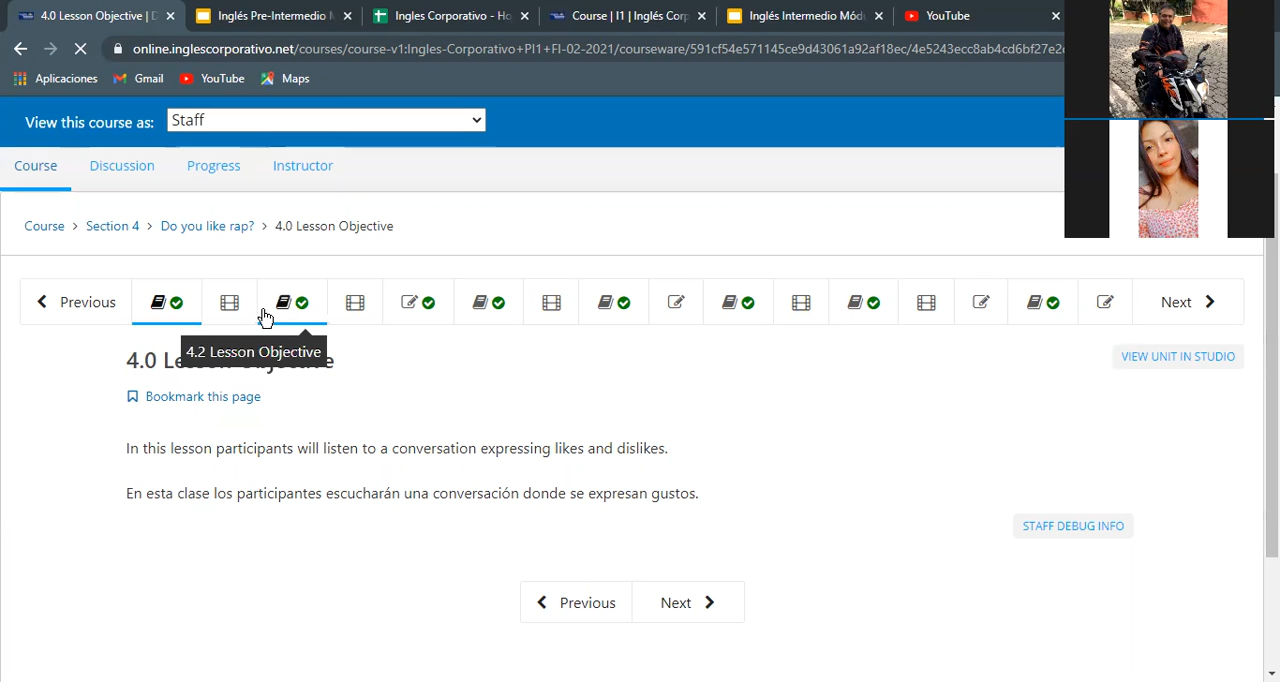 4.0 Lesson Objective | D
Inglés Pre-Intermedio M
Ingles Corporativo - Ho
Course | I1 | Inglés Corp
Inglés Intermedio Mód
YouTube
online.inglescorporativo.net/courses/course-v1:Ingles-Corporativo+PI1+FI-02-2021/courseware/591cf54e571145ce9d43061a92af18ec/4e5243ecc8ab4cd6bf27e2
Aplicaciones Gmail YouTube Maps
View this course as: Staff
Course Discussion Progress Instructor
Course > Section 4 > Do you like rap? > 4.0 Lesson Objective
Previous Next
4.2 Lesson Objective
4.0 Lesson Objective
VIEW UNIT IN STUDIO
Bookmark this page
In this lesson participants will listen to a conversation expressing likes and dislikes.
En esta clase los participantes escucharán una conversación donde se expresan gustos.
STAFF DEBUG INFO
Previous Next